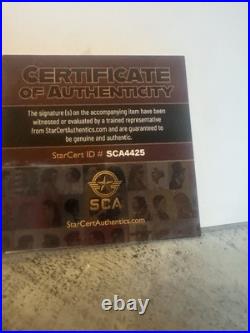 CERTIFICATE
OF AUTHENTICITY
The signature(s) on the accompanying item have been
witnessed or evaluated by a trained representative
from StarCertAuthentics.com and are guaranteed to
be genuine and authentic.
StarCert ID # SCA4425
SCA
StarCertAuthentics.com